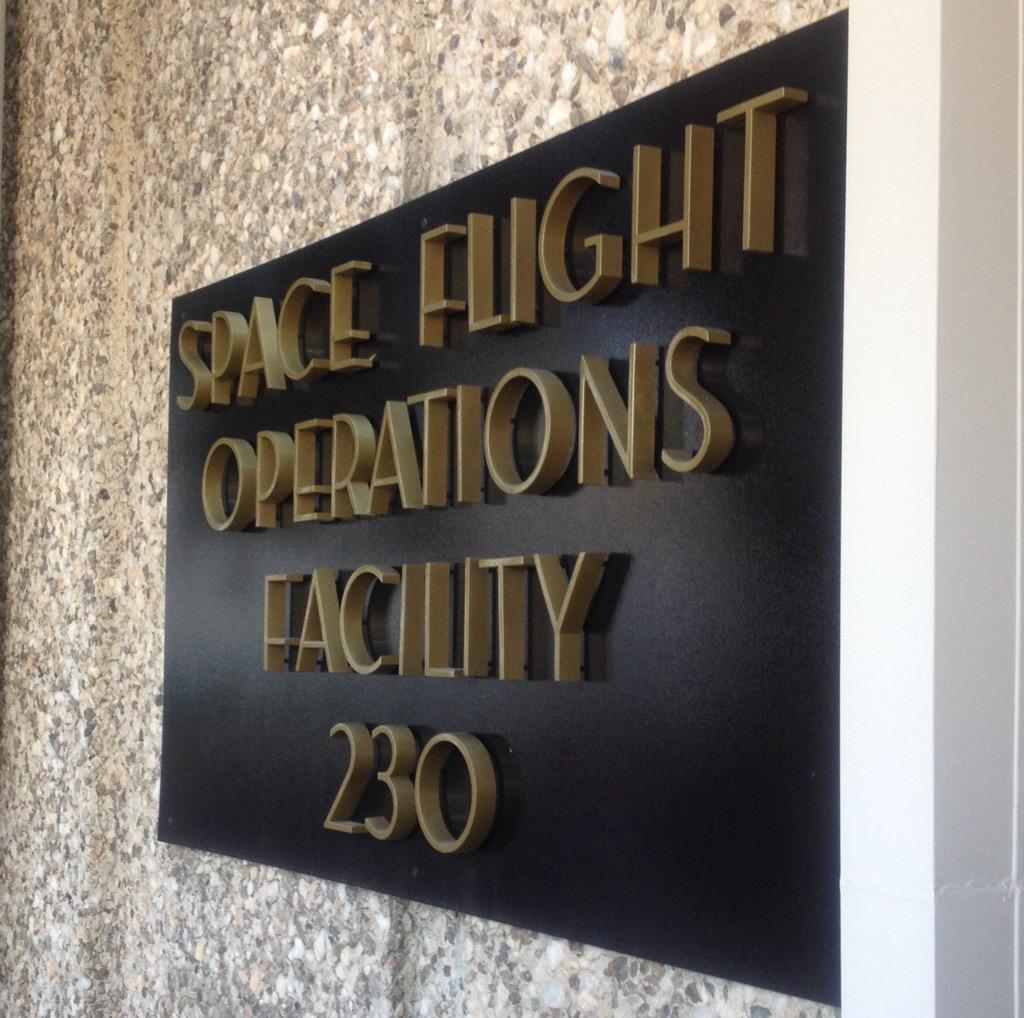 SPACE FLIGHT
OPERATIONS
FACILITY
230